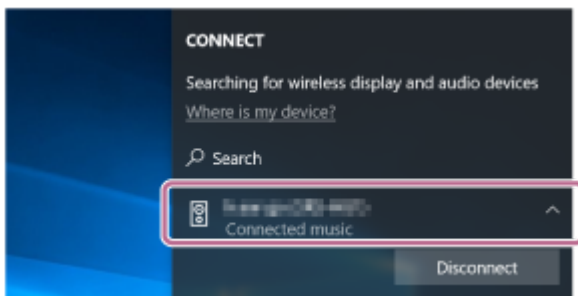 CONNECT
Searching for wireless display and audio devices
Where is my device?
Search
Connected music
Disconnect